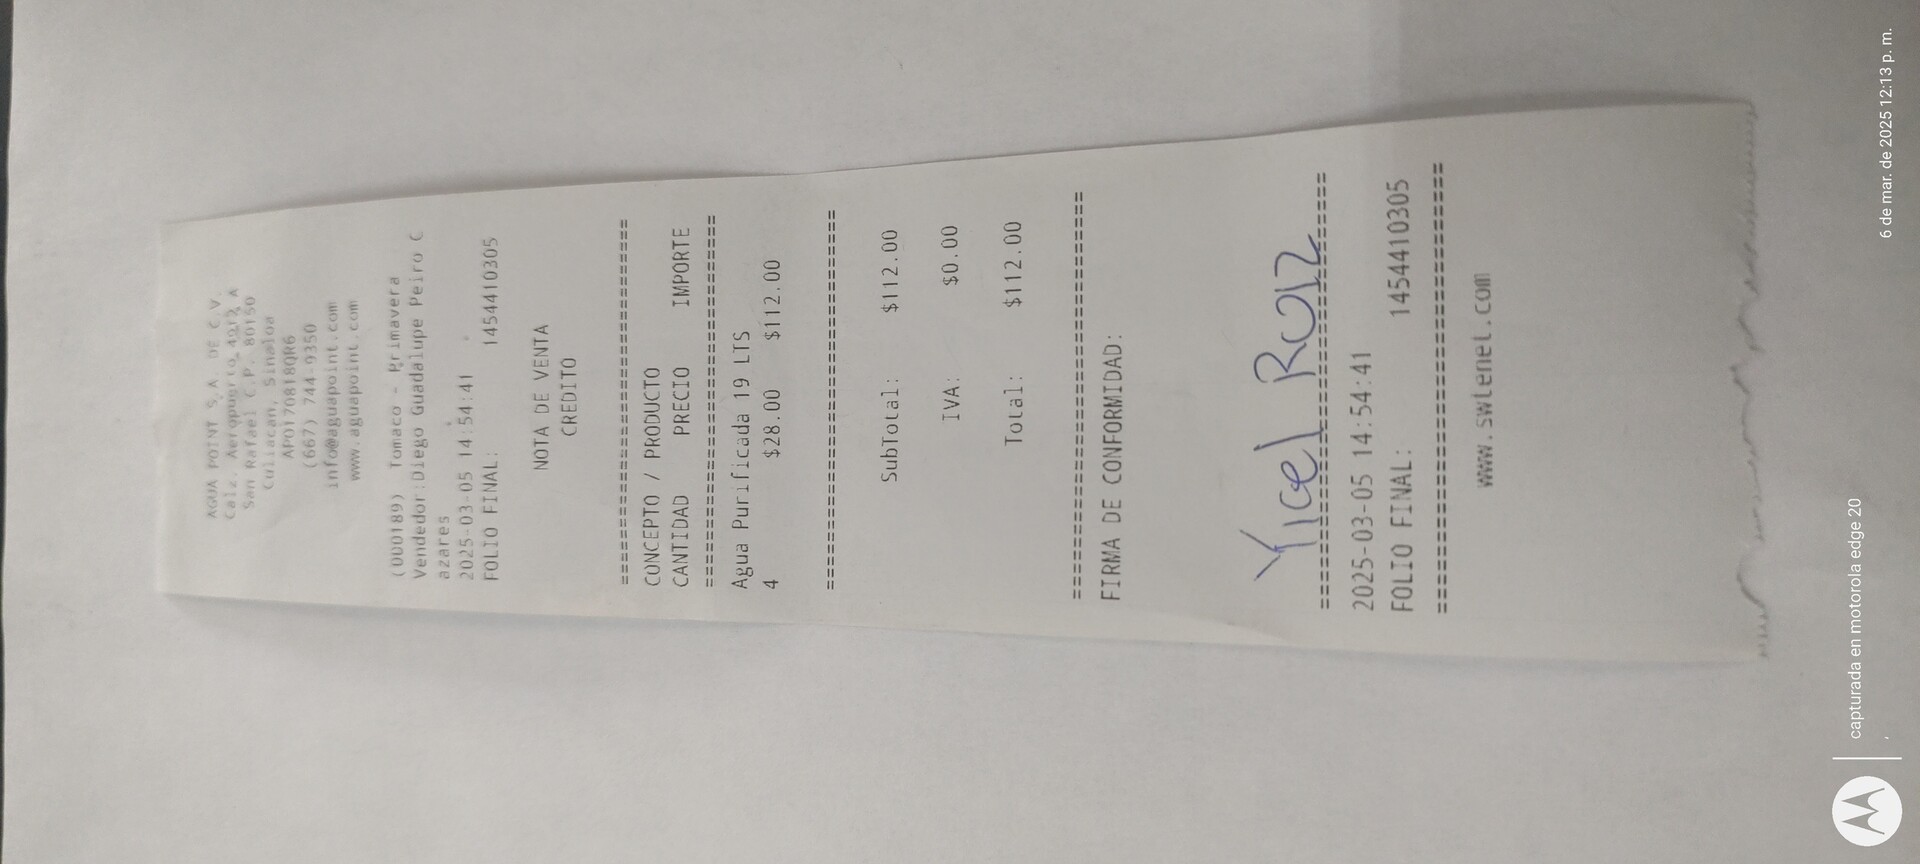 AGUA POINT S.A. DE C.V.
Calz. Aeropuerto 4912 A
San Rafael C.P. 80150
Culiacan, Sinaloa
APO170818QR6
(667) 744-9350
info@aguapoint.com
www.aguapoint.com
(000189) Tomaco - Primavera
Vendedor:Diego Guadalupe Peiro C
azares
2025-03-05 14:54:41
FOLIO FINAL: 1454410305
NOTA DE VENTA
CREDITO
================================
CONCEPTO / PRODUCTO
CANTIDAD PRECIO IMPORTE
================================
Agua Purificada 19 LTS
4 $28.00 $112.00
================================
SubTotal: $112.00
IVA: $0.00
Total: $112.00
================================
FIRMA DE CONFORMIDAD:
Yicel Ruiz
================================
2025-03-05 14:54:41
FOLIO FINAL: 1454410305
================================
www.swtenet.com
capturada en motorola edge 20
6 de mar. de 2025 12:13 p. m.